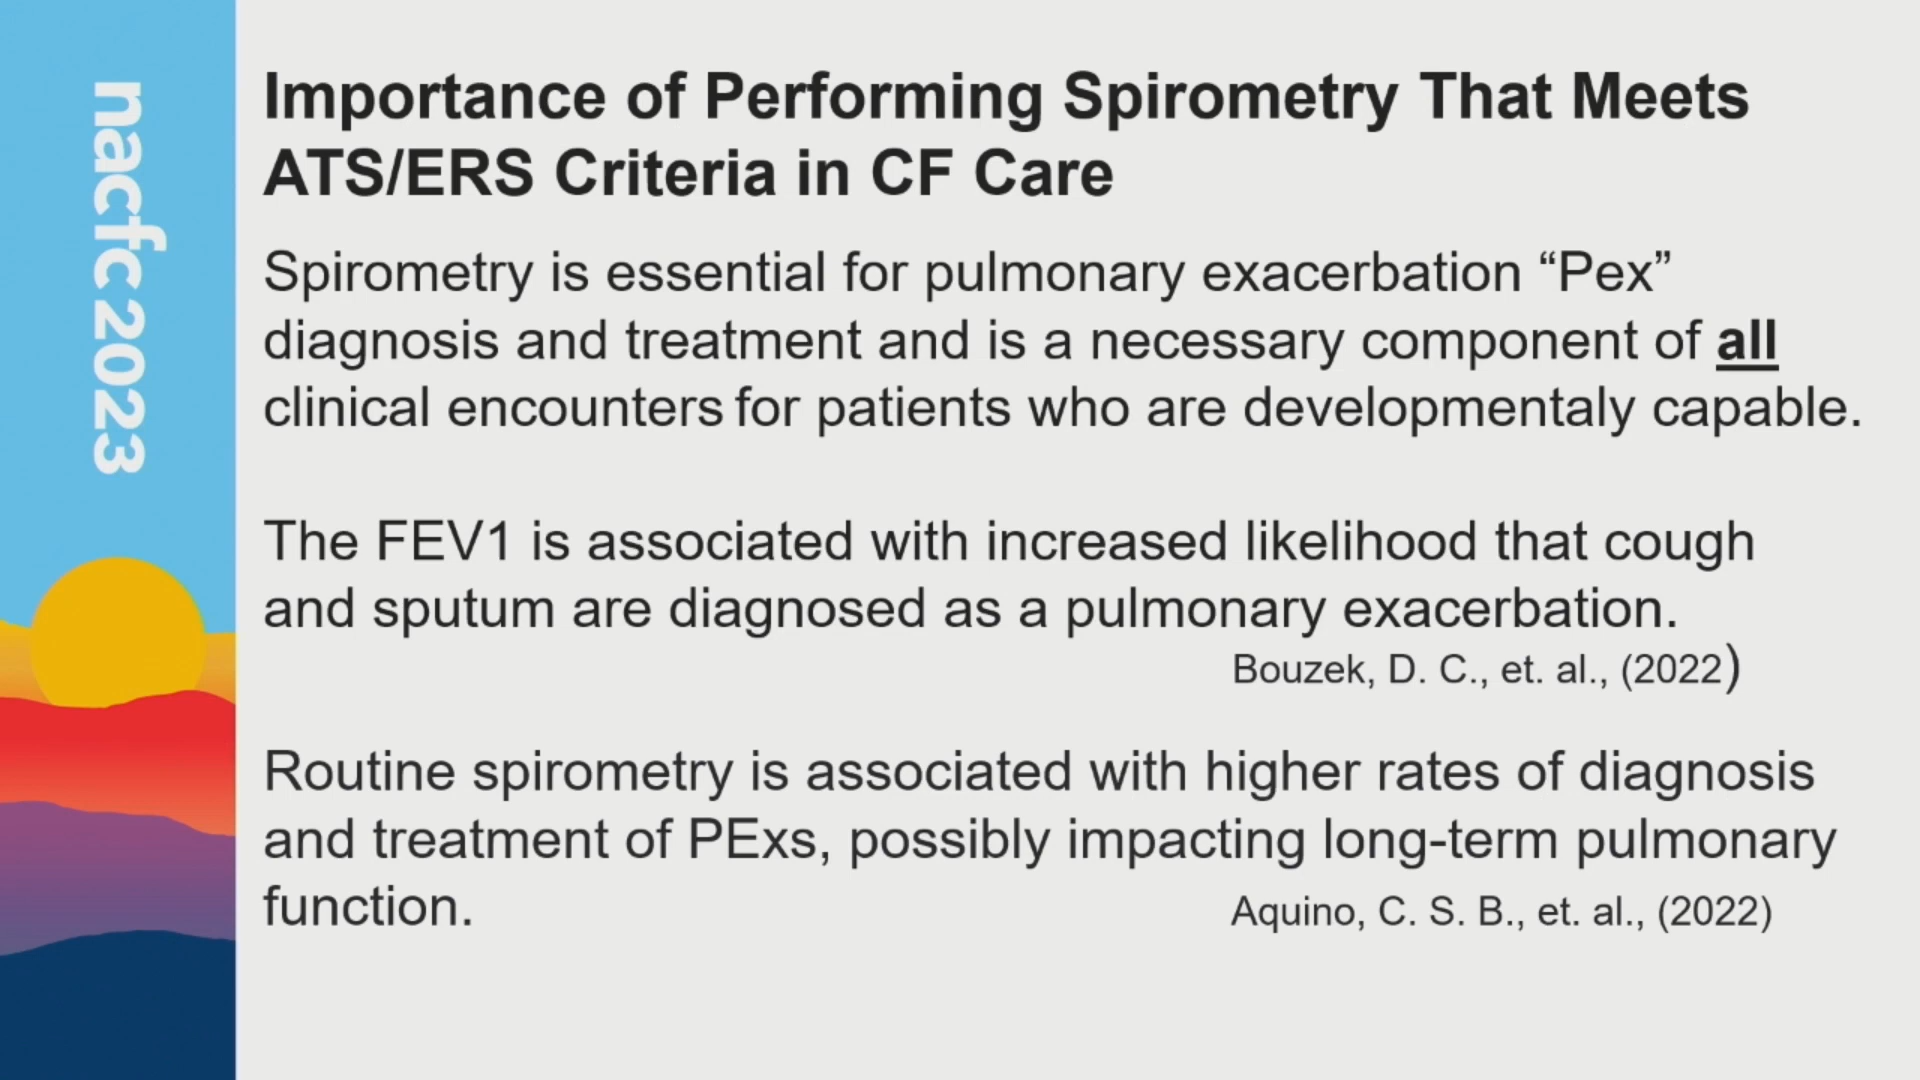 nacfc 2023
Importance of Performing Spirometry That Meets
ATS/ERS Criteria in CF Care
Spirometry is essential for pulmonary exacerbation “Pex”
diagnosis and treatment and is a necessary component of all
clinical encounters for patients who are developmentaly capable.
The FEV1 is associated with increased likelihood that cough
and sputum are diagnosed as a pulmonary exacerbation.
Bouzek, D. C., et. al., (2022)
Routine spirometry is associated with higher rates of diagnosis
and treatment of PExs, possibly impacting long-term pulmonary
function.
Aquino, C. S. B., et. al., (2022)